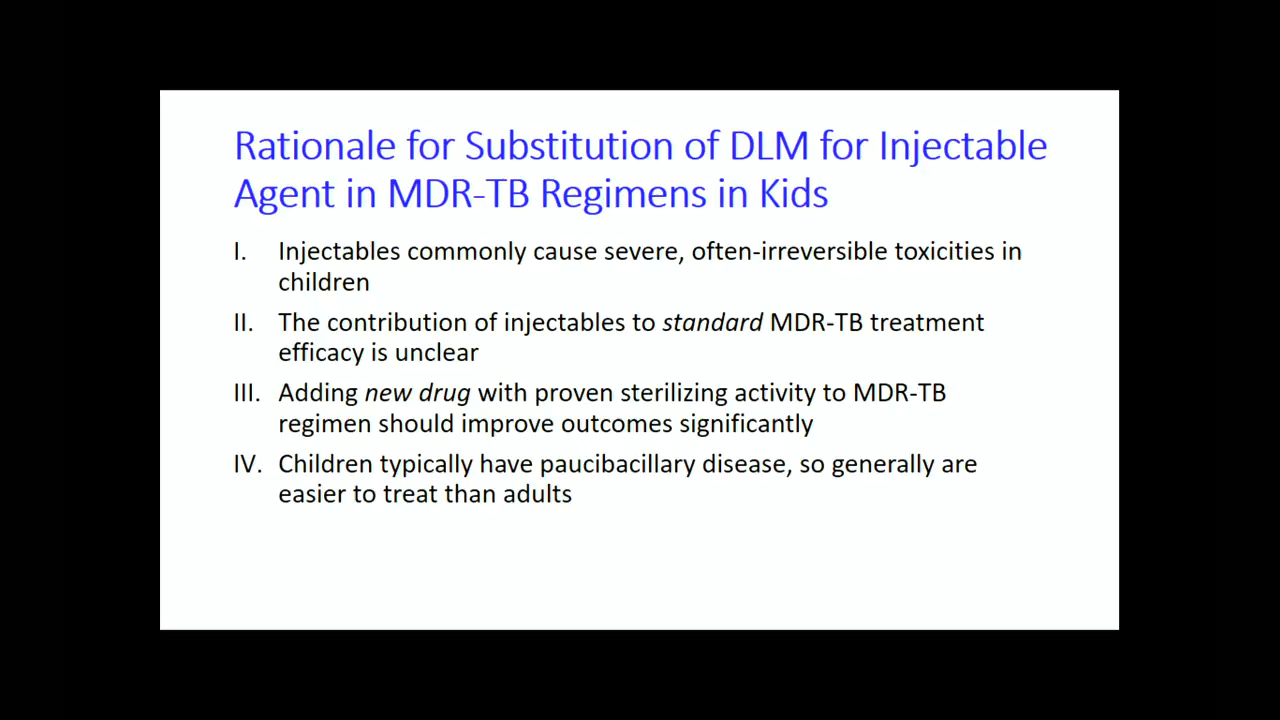 Rationale for Substitution of DLM for Injectable
Agent in MDR-TB Regimens in Kids
I. Injectables commonly cause severe, often-irreversible toxicities in
children
II. The contribution of injectables to standard MDR-TB treatment
efficacy is unclear
III. Adding new drug with proven sterilizing activity to MDR-TB
regimen should improve outcomes significantly
IV. Children typically have paucibacillary disease, so generally are
easier to treat than adults